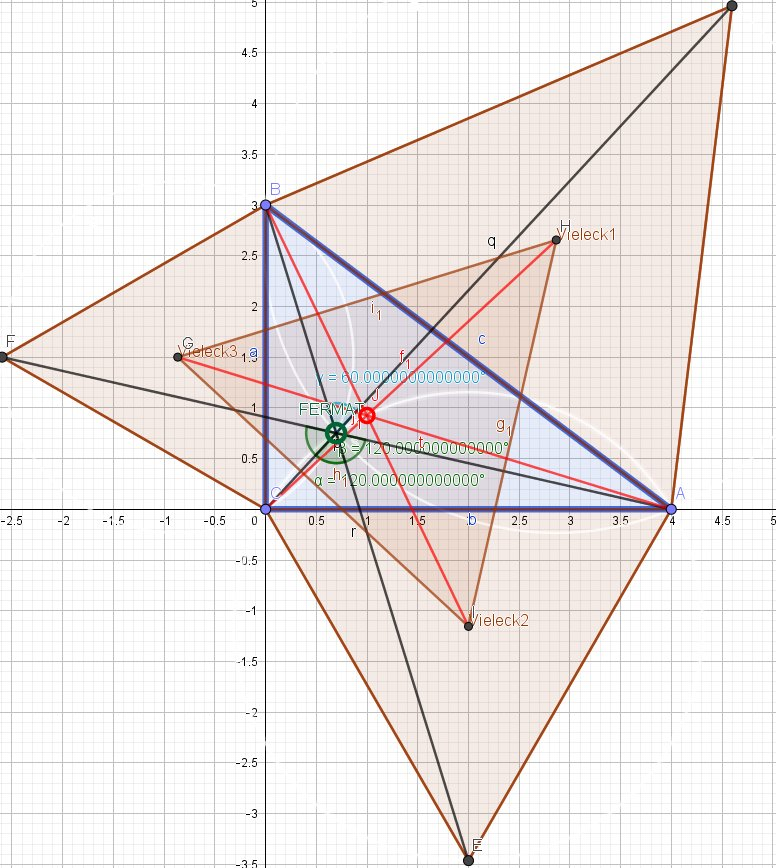 5
4.5
4
3.5
B
3
q
H
Vieleck1
2.5
i₁
2
c
F
G
Vieleck3
a
1.5
f₁
γ = 60.0000000000000°
J
FERMAT
1
g₁
t
β = 120.000000000000°
0.5
h
α = 120.000000000000°
C
A
-2.5 -2 -1.5 -1 -0.5 0 0.5 1 1.5 2 2.5 3 3.5 4 4.5 5
b
r
-0.5
-1
I
Vieleck2
-1.5
-2
-2.5
-3
E
-3.5